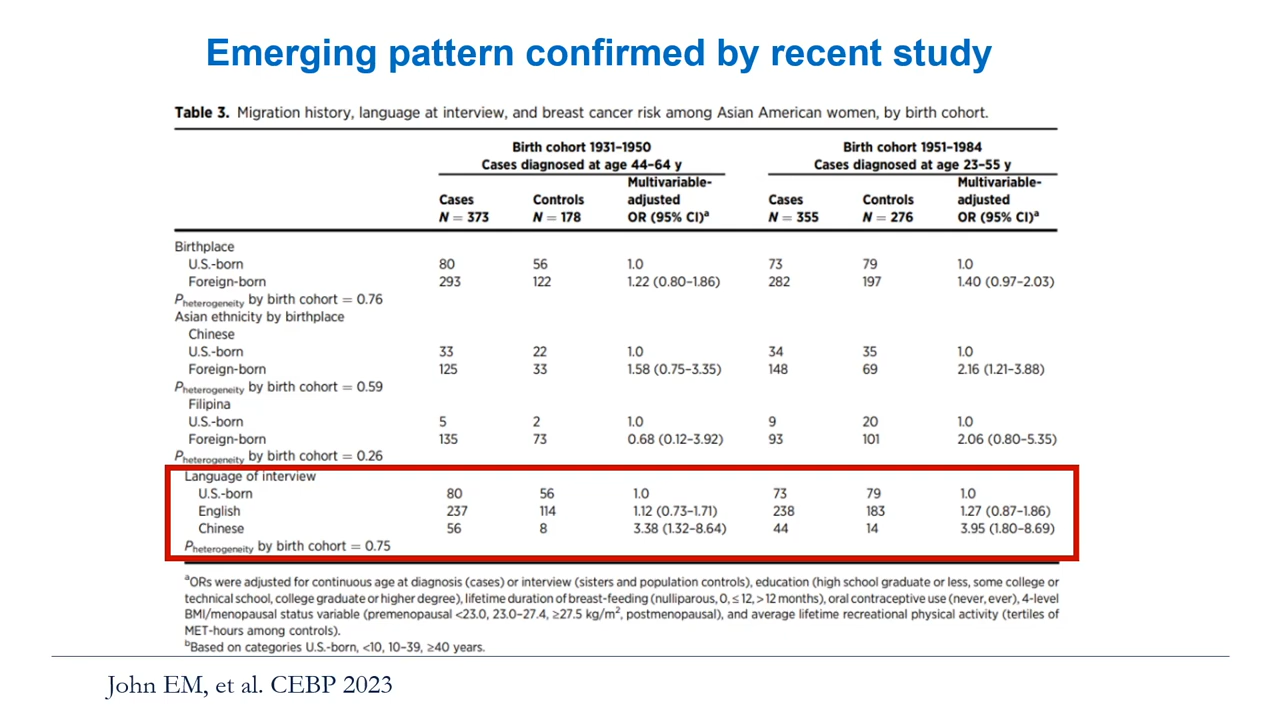 Emerging pattern confirmed by recent study
Table 3. Migration history, language at interview, and breast cancer risk among Asian American women, by birth cohort.
Birth cohort 1931–1950 Birth cohort 1951–1984
Cases diagnosed at age 44–64 y Cases diagnosed at age 23–55 y
Multivariable- Multivariable-
Cases Controls adjusted Cases Controls adjusted
N = 373 N = 178 OR (95% CI)ᵃ N = 355 N = 276 OR (95% CI)ᵃ
Birthplace
U.S.-born 80 56 1.0 73 79 1.0
Foreign-born 293 122 1.22 (0.80–1.86) 282 197 1.40 (0.97–2.03)
Pheterogeneity by birth cohort = 0.76
Asian ethnicity by birthplace
Chinese
U.S.-born 33 22 1.0 34 35 1.0
Foreign-born 125 33 1.58 (0.75–3.35) 148 69 2.16 (1.21–3.88)
Pheterogeneity by birth cohort = 0.59
Filipina
U.S.-born 5 2 1.0 9 20 1.0
Foreign-born 135 73 0.68 (0.12–3.92) 93 101 2.06 (0.80–5.35)
Pheterogeneity by birth cohort = 0.26
Language of interview
U.S.-born 80 56 1.0 73 79 1.0
English 237 114 1.12 (0.73–1.71) 238 183 1.27 (0.87–1.86)
Chinese 56 8 3.38 (1.32–8.64) 44 14 3.95 (1.80–8.69)
Pheterogeneity by birth cohort = 0.75
ᵃORs were adjusted for continuous age at diagnosis (cases) or interview (sisters and population controls), education (high school graduate or less, some college or
technical school, college graduate or higher degree), lifetime duration of breast-feeding (nulliparous, 0, ≤ 12, > 12 months), oral contraceptive use (never, ever), 4-level
BMI/menopausal status variable (premenopausal <23.0, 23.0–27.4, ≥27.5 kg/m², postmenopausal), and average lifetime recreational physical activity (tertiles of
MET-hours among controls).
ᵇBased on categories U.S.-born, <10, 10–39, ≥40 years.
John EM, et al. CEBP 2023